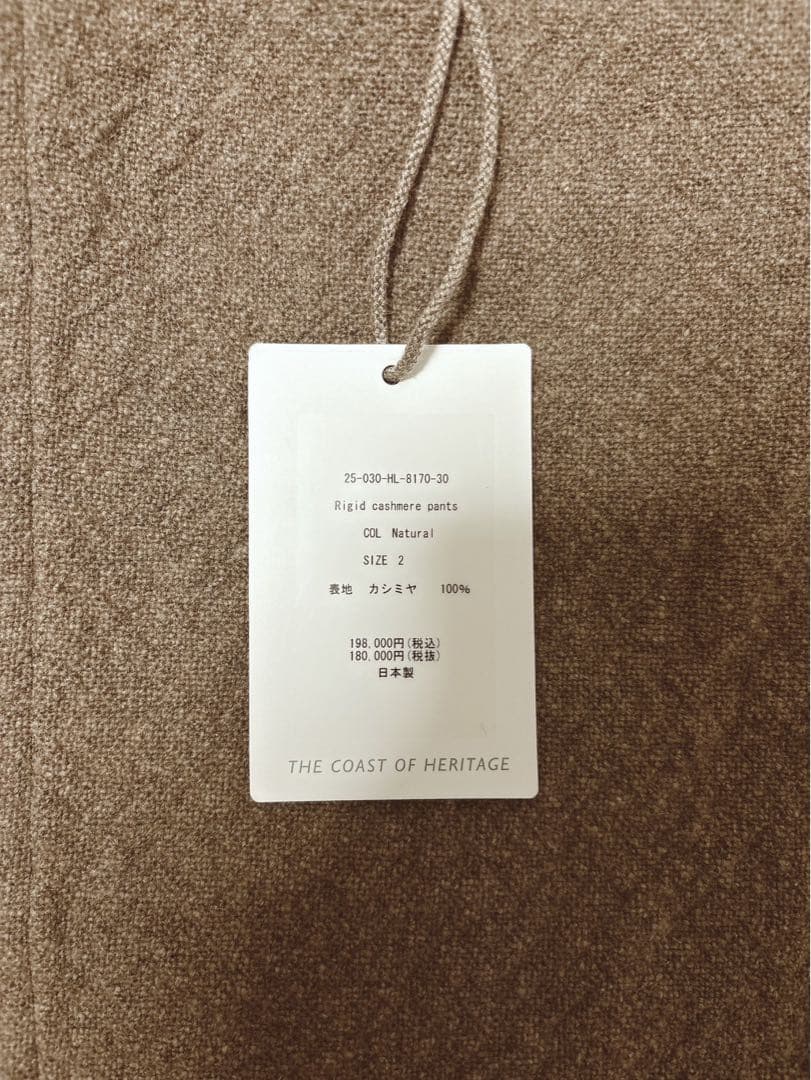 25-030-HL-8170-30
Rigid cashmere pants
COL Natural
SIZE 2
表地 カシミヤ 100%
198,000円(税込)
180,000円(税抜)
日本製
THE COAST OF HERITAGE